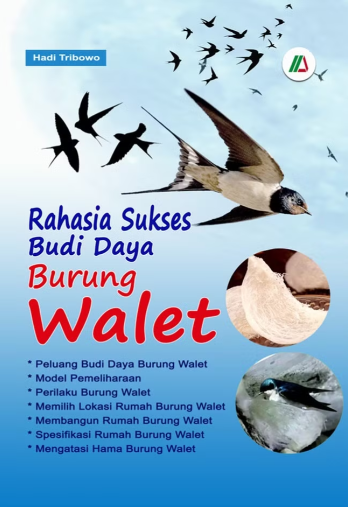 Hadi Tribowo
Rahasia Sukses
Budi Daya
Burung
Walet
* Peluang Budi Daya Burung Walet
* Model Pemeliharaan
* Perilaku Burung Walet
* Memilih Lokasi Rumah Burung Walet
* Membangun Rumah Burung Walet
* Spesifikasi Rumah Burung Walet
* Mengatasi Hama Burung Walet